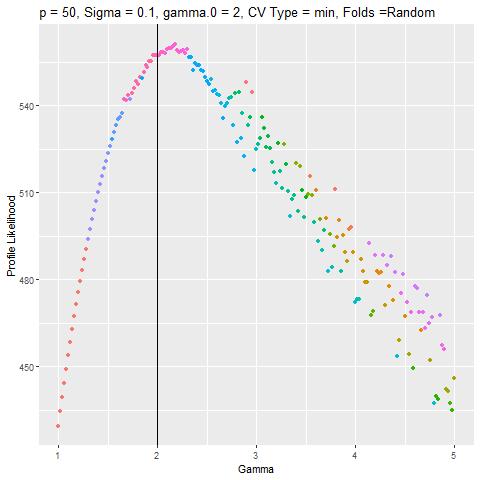 p = 50, Sigma = 0.1, gamma.0 = 2, CV Type = min, Folds =Random
Profile Likelihood
540
510
480
450
1 2 3 4 5
Gamma